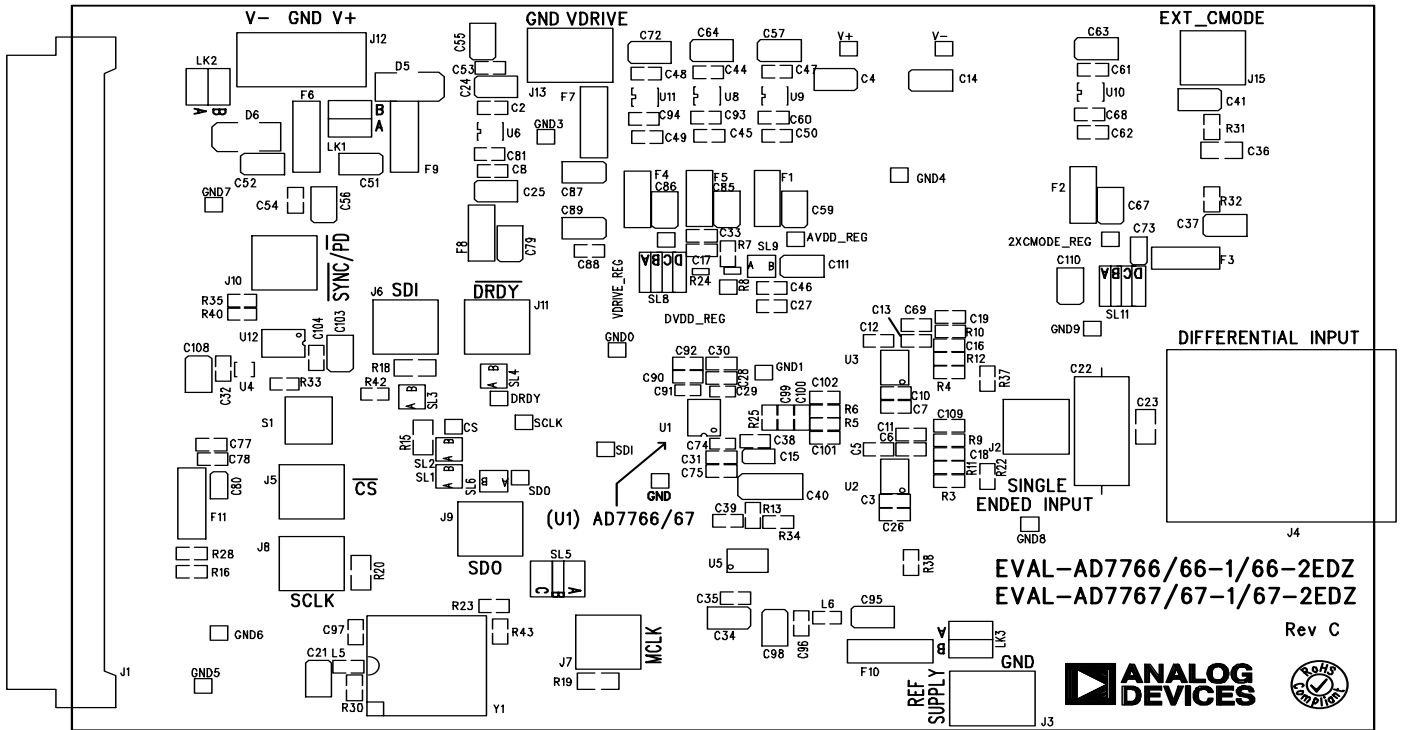 V- GND V+
GND VDRIVE
EXT_CMODE
J12
LK2
A
B
D5
D6
F6
B
A
LK1
F9
C52
C51
GND7
C54
C56
C55
C53
C24
C2
U6
C81
C8
C25
F8
C79
J13
F7
GND3
C87
C89
C88
C72
C48
U11
C94
C49
C64
C44
U8
C93
C45
C57
C47
U9
C60
C50
V+
C4
V-
C14
GND4
C63
C61
U10
C68
C62
J15
C41
R31
C36
F4
C86
F5
C85
F1
C59
F2
C67
R32
C37
C33
R7
SL9
A B
AVDD_REG
2XCMODE_REG
C73
F3
C17
R24
R8
C111
C110
VDRIVE_REG
D C B A
SL8
C46
C27
D C B A
SL11
DVDD_REG
GND0
GND9
J10
SYNC/PD
J6
SDI
DRDY
J11
R35
R40
U12
C104
C103
C108
C32
U4
R33
R18
R42
SL3
A B
SL4
A B
DRDY
S1
R15
CS
SCLK
C92
C30
C90
C28
C91
C29
GND1
C13
C69
C12
C19
R10
C16
R12
R4
U3
C10
C7
R37
DIFFERENTIAL INPUT
C22
C23
U1
R25
C99
C100
C102
R6
R5
C101
C74
C38
C31
C15
C75
C40
C109
C11
C6
C5
R9
C18
R11
R3
R22
J2
U2
C3
C26
SINGLE
ENDED INPUT
GND8
J4
C77
C78
C80
F11
J5
CS
SL2
A B
SL1
A B
SL6
A B
SDO
SDI
GND
(U1) AD7766/67
J9
SDO
C39
R13
R34
R28
R16
J8
SCLK
R20
SL5
C B A
U5
R38
EVAL-AD7766/66-1/66-2EDZ
EVAL-AD7767/67-1/67-2EDZ
Rev C
GND6
C97
R23
R43
C35
C34
C98
C96
L6
C95
A
B
LK3
J1
GND5
C21
L5
R30
Y1
J7
MCLK
R19
F10
GND
REF
SUPPLY
J3
ANALOG
DEVICES
RoHS
Compliant